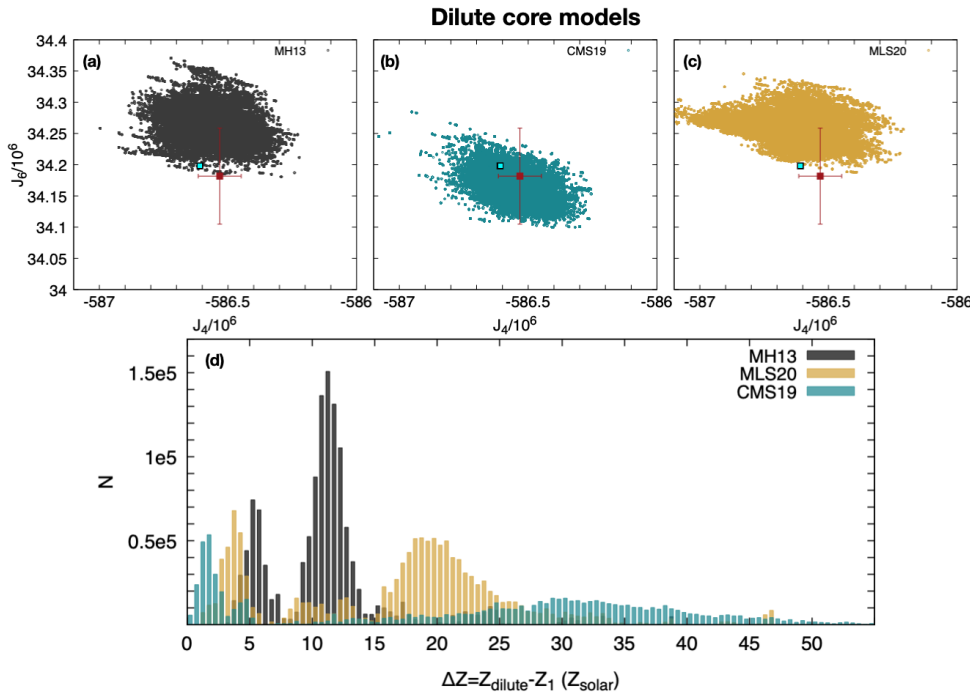 Dilute core models
(a) MH13
(b) CMS19
(c) MLS20
J6/10^6
34.4
34.35
34.3
34.25
34.2
34.15
34.1
34.05
34
-587 -586.5 -586
-587 -586.5 -586
-587 -586.5 -586
J4/10^6
J4/10^6
J4/10^6
(d)
MH13
MLS20
CMS19
N
1.5e5
1e5
0.5e5
0 5 10 15 20 25 30 35 40 45 50
ΔZ=Zdilute-Z1 (Zsolar)